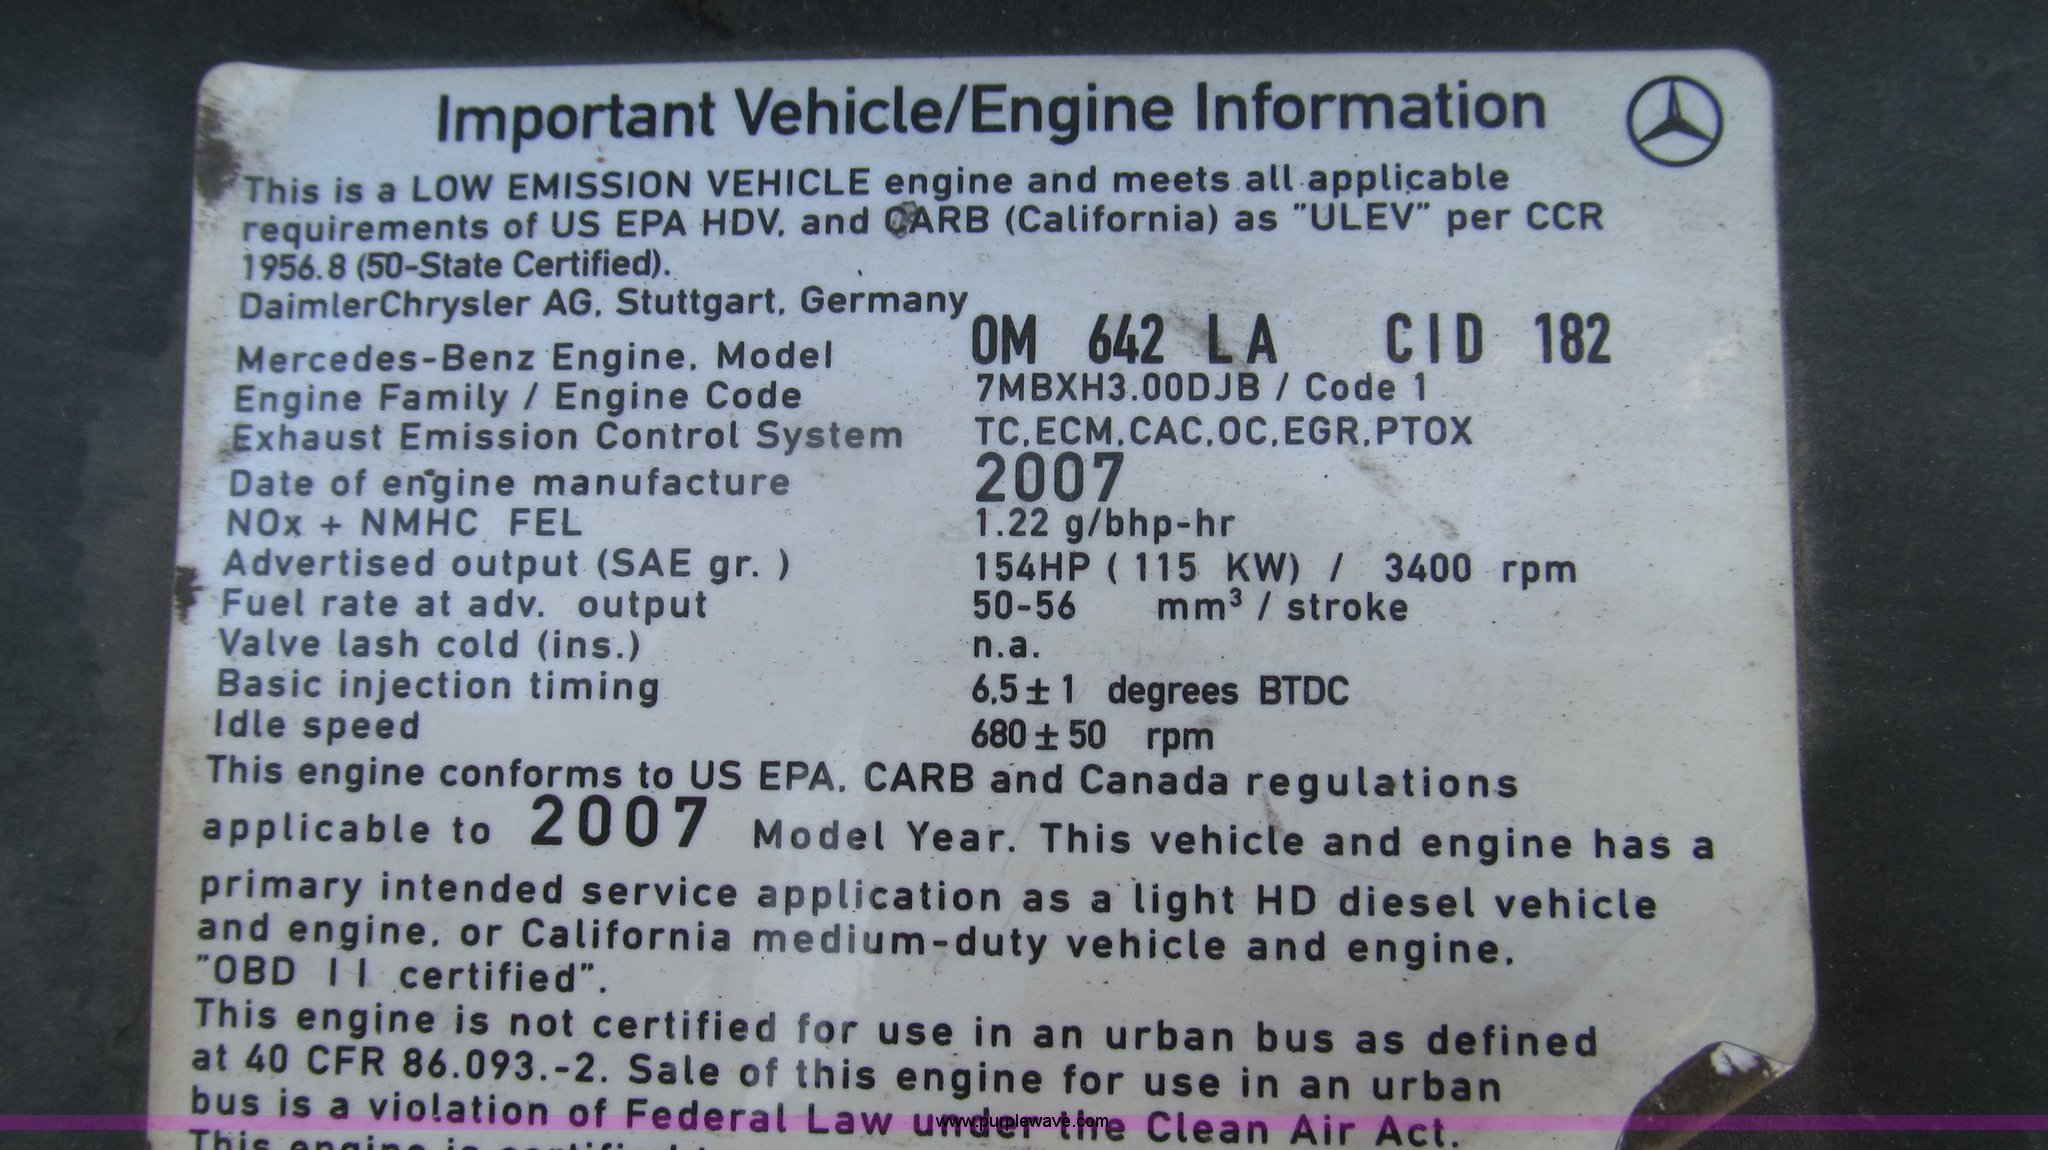 Important Vehicle/Engine Information
This is a LOW EMISSION VEHICLE engine and meets all applicable
requirements of US EPA HDV, and CARB (California) as "ULEV" per CCR
1956.8 (50-State Certified).
DaimlerChrysler AG, Stuttgart, Germany
Mercedes-Benz Engine, Model OM 642 LA CID 182
Engine Family / Engine Code 7MBXH3.00DJB / Code 1
Exhaust Emission Control System TC,ECM,CAC,OC,EGR,PTOX
Date of engine manufacture 2007
NOx + NMHC FEL 1.22 g/bhp-hr
Advertised output (SAE gr. ) 154HP ( 115 KW) / 3400 rpm
Fuel rate at adv. output 50-56 mm³ / stroke
Valve lash cold (ins.) n.a.
Basic injection timing 6,5 ± 1 degrees BTDC
Idle speed 680 ± 50 rpm
This engine conforms to US EPA, CARB and Canada regulations
applicable to 2007 Model Year. This vehicle and engine has a
primary intended service application as a light HD diesel vehicle
and engine, or California medium-duty vehicle and engine,
"OBD II certified".
This engine is not certified for use in an urban bus as defined
at 40 CFR 86.093.-2. Sale of this engine for use in an urban
bus is a violation of Federal Law under the Clean Air Act.
www.purplewave.com
This engine is